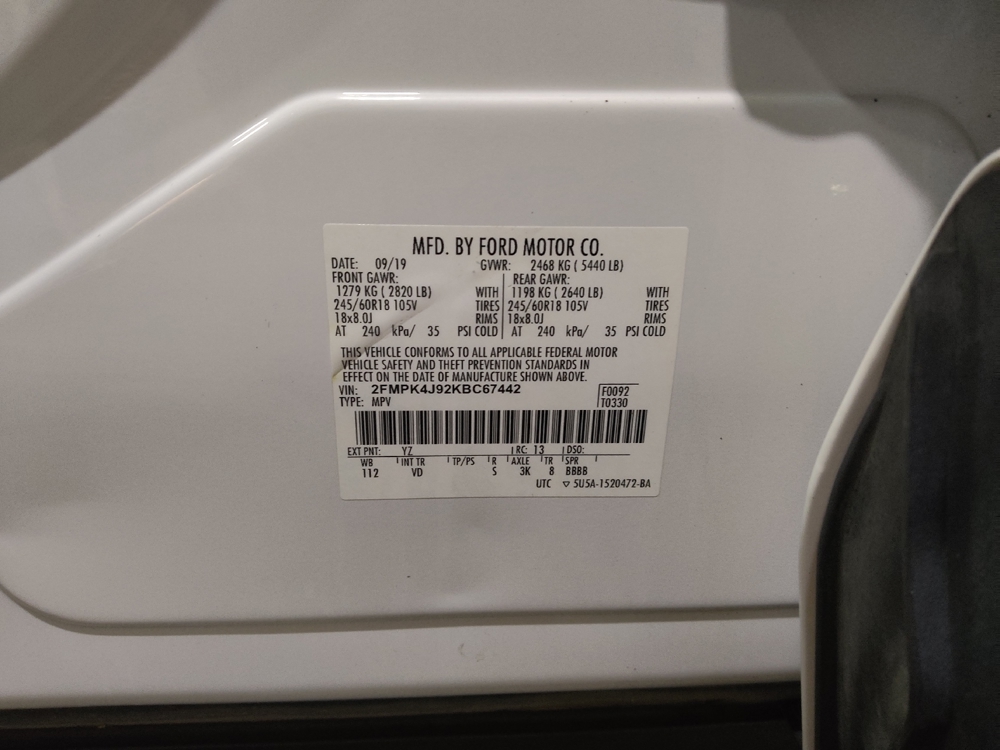 MFD. BY FORD MOTOR CO.
DATE: 09/19 GVWR: 2468 KG ( 5440 LB)
FRONT GAWR: REAR GAWR:
1279 KG ( 2820 LB) WITH 1198 KG ( 2640 LB) WITH
245/60R18 105V TIRES 245/60R18 105V TIRES
18x8.0J RIMS 18x8.0J RIMS
AT 240 kPa/ 35 PSI COLD AT 240 kPa/ 35 PSI COLD
THIS VEHICLE CONFORMS TO ALL APPLICABLE FEDERAL MOTOR
VEHICLE SAFETY AND THEFT PREVENTION STANDARDS IN
EFFECT ON THE DATE OF MANUFACTURE SHOWN ABOVE.
VIN: 2FMPK4J92KBC67442 F0092
TYPE: MPV T0330
EXT PNT: YZ RC: 13 DSO:
WB INT TR TP/PS R AXLE TR SPR
112 VD S 3K 8 BBBB
UTC ▽ 5U5A-1520472-BA